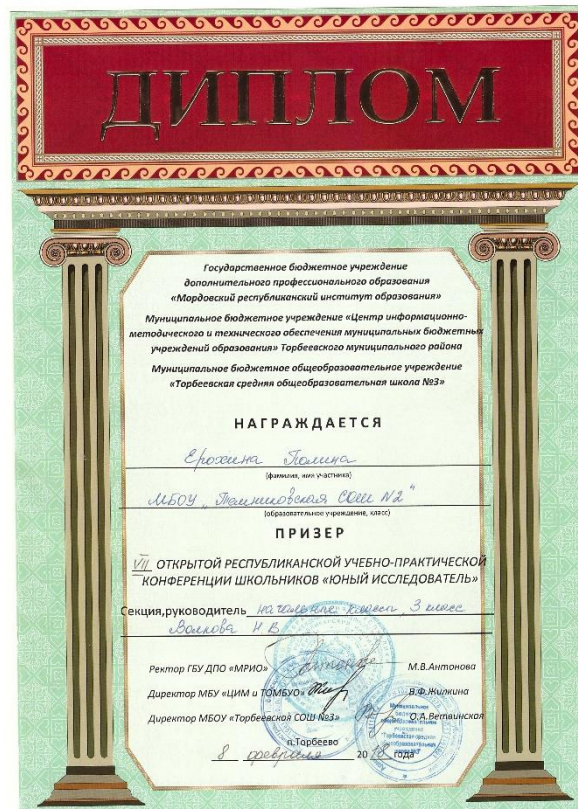 ДИПЛОМ
Государственное бюджетное учреждение
дополнительного профессионального образования
«Мордовский республиканский институт образования»
Муниципальное бюджетное учреждение «Центр информационно-
методического и технического обеспечения муниципальных бюджетных
учреждений образования» Торбеевского муниципального района
Муниципальное бюджетное общеобразовательное учреждение
«Торбеевская средняя общеобразовательная школа №3»
НАГРАЖДАЕТСЯ
Ерохина Полина
(фамилия, имя участника)
МБОУ „Темниковская СОШ №2"
(образовательное учреждение, класс)
ПРИЗЕР
VII ОТКРЫТОЙ РЕСПУБЛИКАНСКОЙ УЧЕБНО-ПРАКТИЧЕСКОЙ
КОНФЕРЕНЦИИ ШКОЛЬНИКОВ «ЮНЫЙ ИССЛЕДОВАТЕЛЬ»
Секция,руководитель начальные классы, 3 класс
Волкова Н.В.
Ректор ГБУ ДПО «МРИО» М.В.Антонова
Директор МБУ «ЦИМ и ТОМБУО» В.Ф.Жилкина
Директор МБОУ «Торбеевская СОШ №3» О.А.Ветвинская
п.Торбеево
8 февраля 2018 года